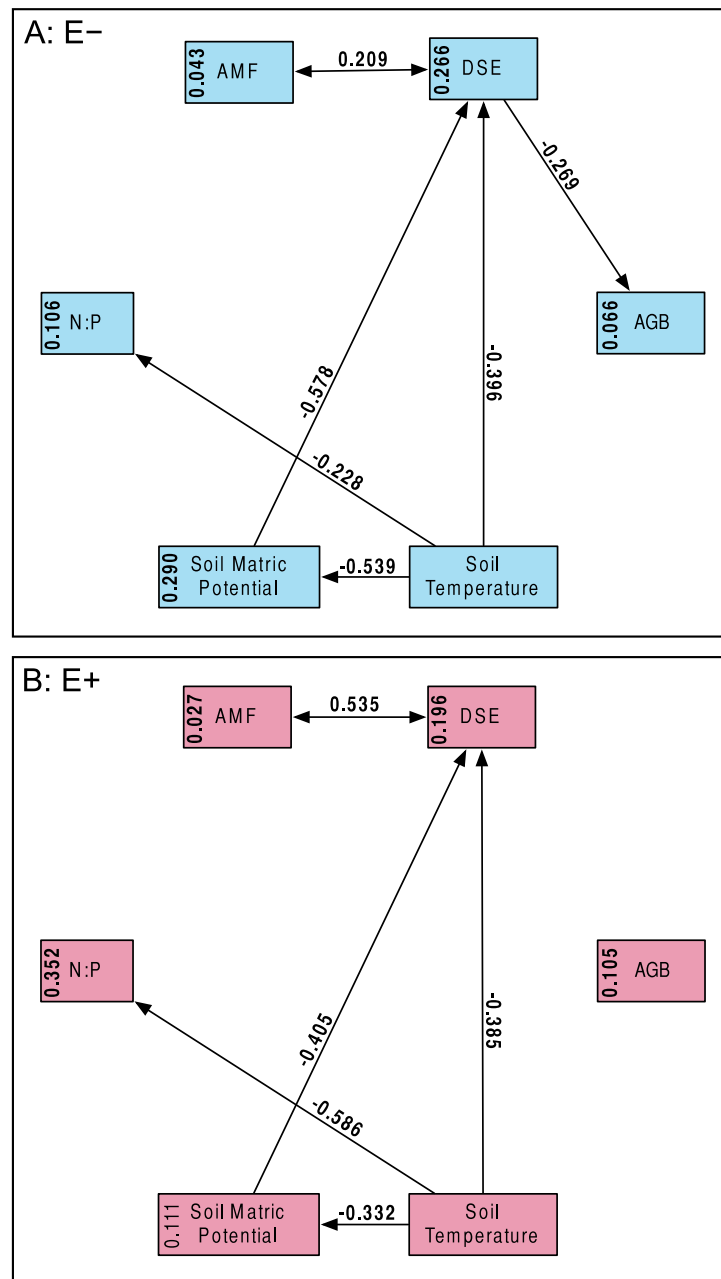 A: E−
0.043
AMF
0.209
0.266
DSE
-0.269
0.106
N:P
0.066
AGB
-0.578
-0.396
-0.228
0.290
Soil Matric
Potential
-0.539
Soil
Temperature
B: E+
0.027
AMF
0.535
0.196
DSE
0.352
N:P
0.105
AGB
-0.405
-0.385
-0.586
0.111
Soil Matric
Potential
-0.332
Soil
Temperature